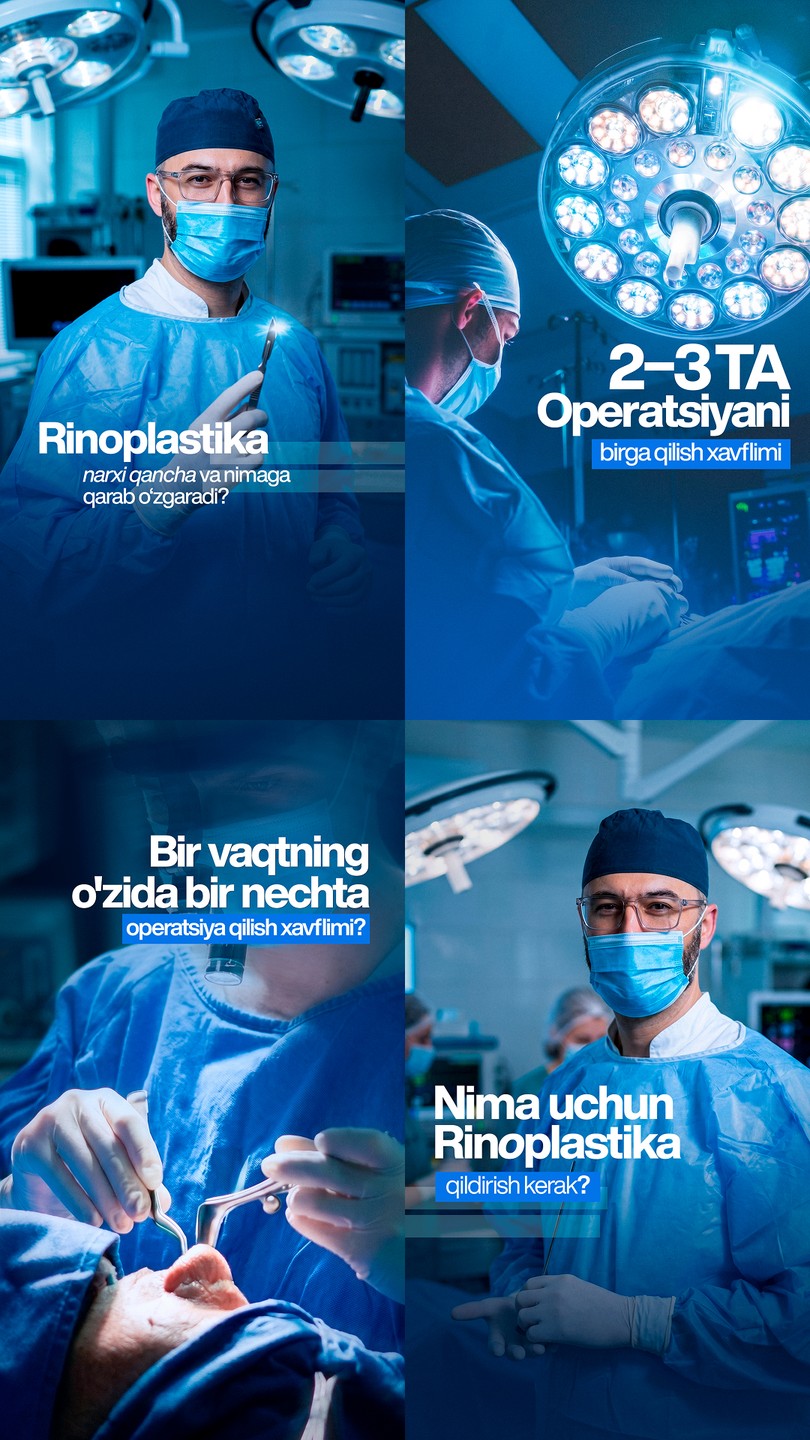 Rinoplastika
narxi qancha va nimaga
qarab o‘zgaradi?
2–3 TA
Operatsiyani
birga qilish xavflimi
Bir vaqtning
o'zida bir nechta
operatsiya qilish xavflimi?
Nima uchun
Rinoplastika
qildirish kerak?